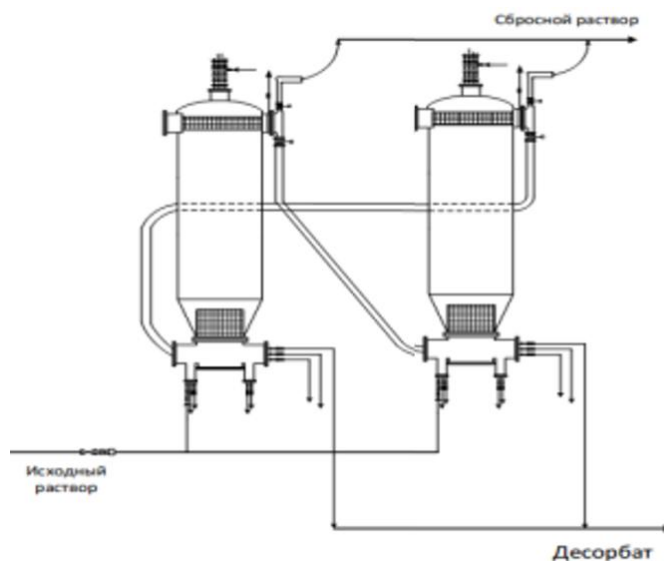 Сбросной раствор
Исходный
раствор
Десорбат